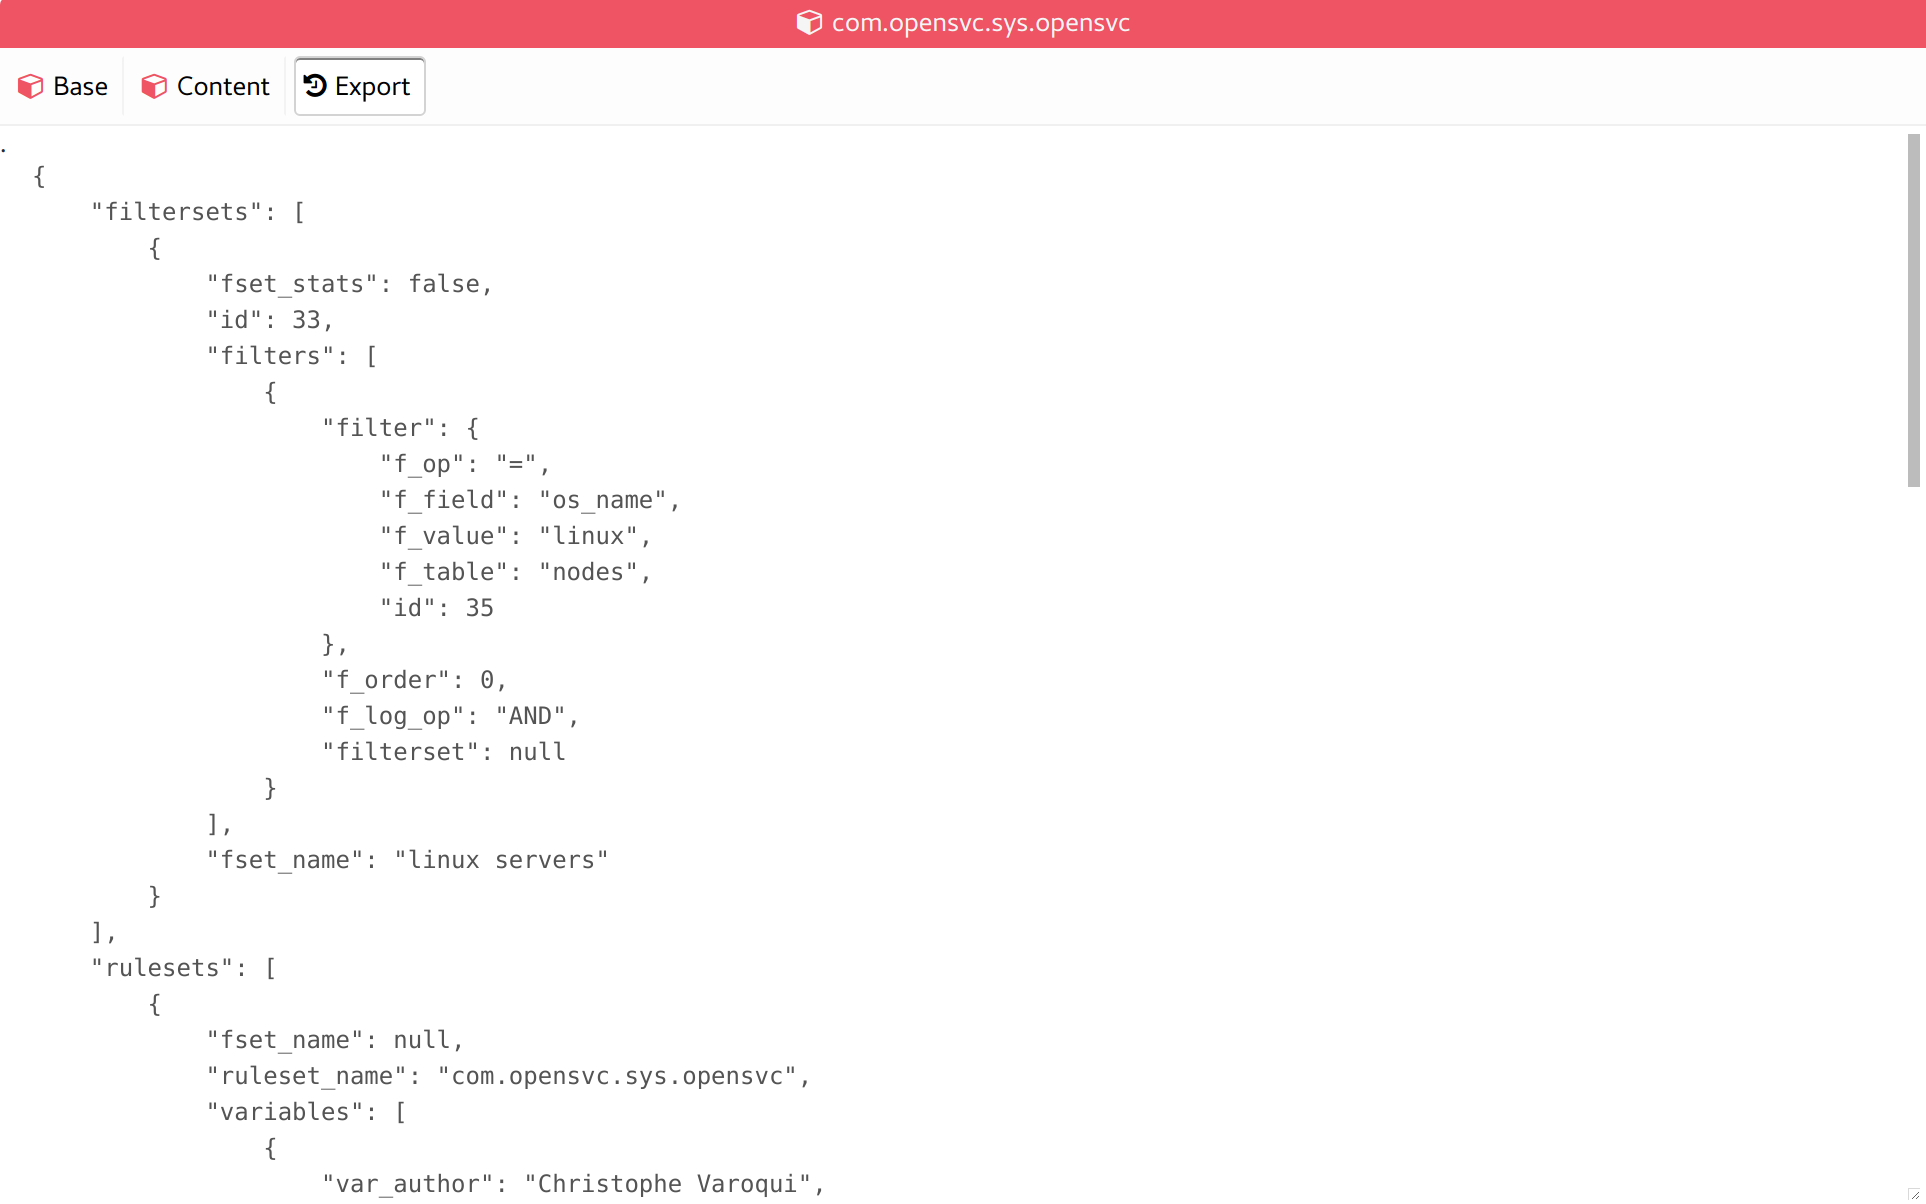 com.opensvc.sys.opensvc
Base Content Export
.
{
    "filtersets": [
        {
            "fset_stats": false,
            "id": 33,
            "filters": [
                {
                    "filter": {
                        "f_op": "=",
                        "f_field": "os_name",
                        "f_value": "linux",
                        "f_table": "nodes",
                        "id": 35
                    },
                    "f_order": 0,
                    "f_log_op": "AND",
                    "filterset": null
                }
            ],
            "fset_name": "linux servers"
        }
    ],
    "rulesets": [
        {
            "fset_name": null,
            "ruleset_name": "com.opensvc.sys.opensvc",
            "variables": [
                {
                    "var_author": "Christophe Varoqui",